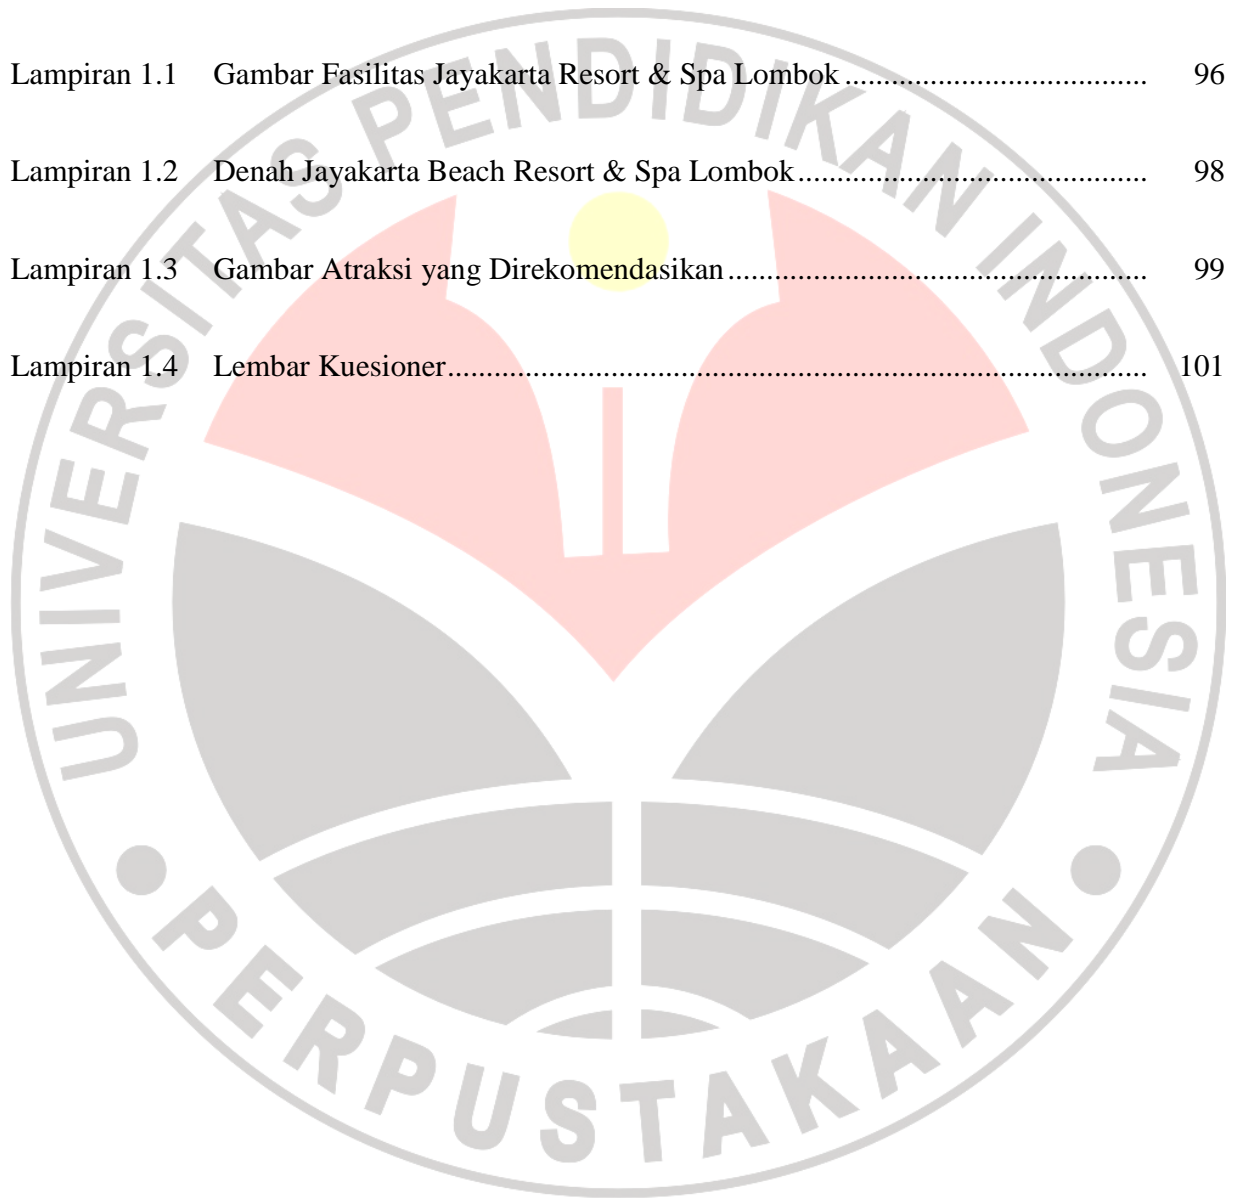 Lampiran 1.1 Gambar Fasilitas Jayakarta Resort & Spa Lombok ...................................... 96
Lampiran 1.2 Denah Jayakarta Beach Resort & Spa Lombok ............................................ 98
Lampiran 1.3 Gambar Atraksi yang Direkomendasikan ..................................................... 99
Lampiran 1.4 Lembar Kuesioner ........................................................................................ 101
UNIVERSITAS PENDIDIKAN INDONESIA
PERPUSTAKAAN